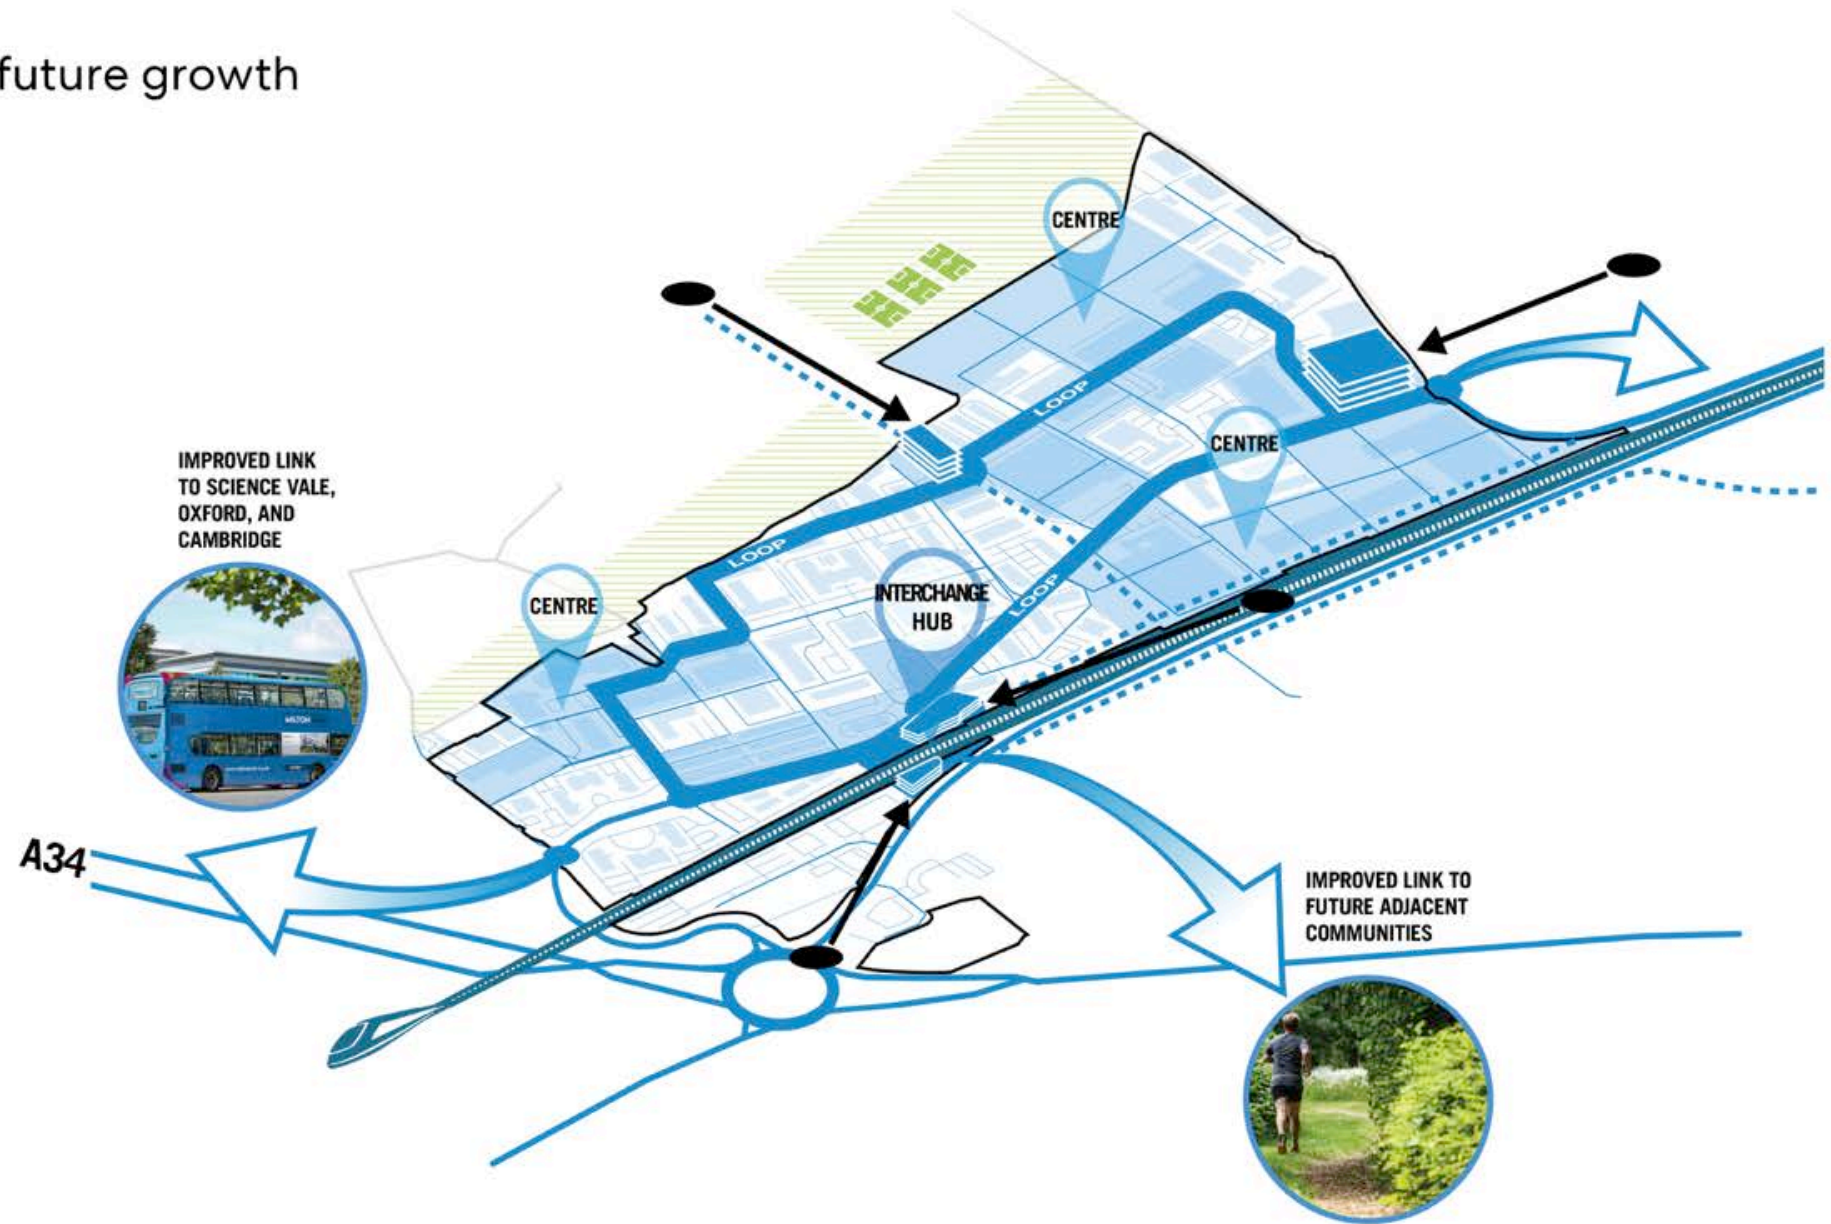 future growth
CENTRE
LOOP
CENTRE
IMPROVED LINK
TO SCIENCE VALE,
OXFORD, AND
CAMBRIDGE
LOOP
CENTRE
INTERCHANGE
HUB
LOOP
MILTON
A34
IMPROVED LINK TO
FUTURE ADJACENT
COMMUNITIES